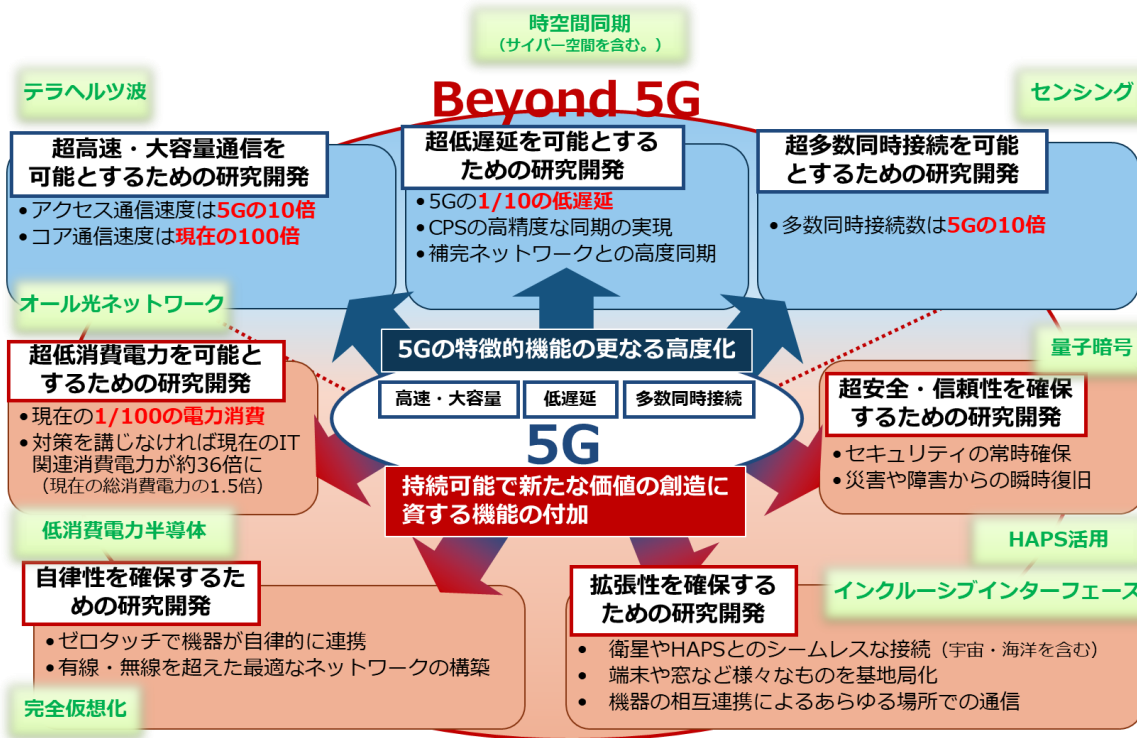 時空間同期
（サイバー空間を含む。）
テラヘルツ波
Beyond 5G
センシング
超高速・大容量通信を
可能とするための研究開発
• アクセス通信速度は5Gの10倍
• コア通信速度は現在の100倍
超低遅延を可能とする
ための研究開発
• 5Gの1/10の低遅延
• CPSの高精度な同期の実現
• 補完ネットワークとの高度同期
超多数同時接続を可能
とするための研究開発
• 多数同時接続数は5Gの10倍
オール光ネットワーク
5Gの特徴的機能の更なる高度化
高速・大容量
低遅延
多数同時接続
5G
持続可能で新たな価値の創造に
資する機能の付加
超低消費電力を可能と
するための研究開発
• 現在の1/100の電力消費
• 対策を講じなければ現在のIT
関連消費電力が約36倍に
（現在の総消費電力の1.5倍）
量子暗号
超安全・信頼性を確保
するための研究開発
• セキュリティの常時確保
• 災害や障害からの瞬時復旧
低消費電力半導体
HAPS活用
自律性を確保するた
めの研究開発
• ゼロタッチで機器が自律的に連携
• 有線・無線を超えた最適なネットワークの構築
完全仮想化
拡張性を確保する
ための研究開発
インクルーシブインターフェース
• 衛星やHAPSとのシームレスな接続（宇宙・海洋を含む）
• 端末や窓など様々なものを基地局化
• 機器の相互連携によるあらゆる場所での通信